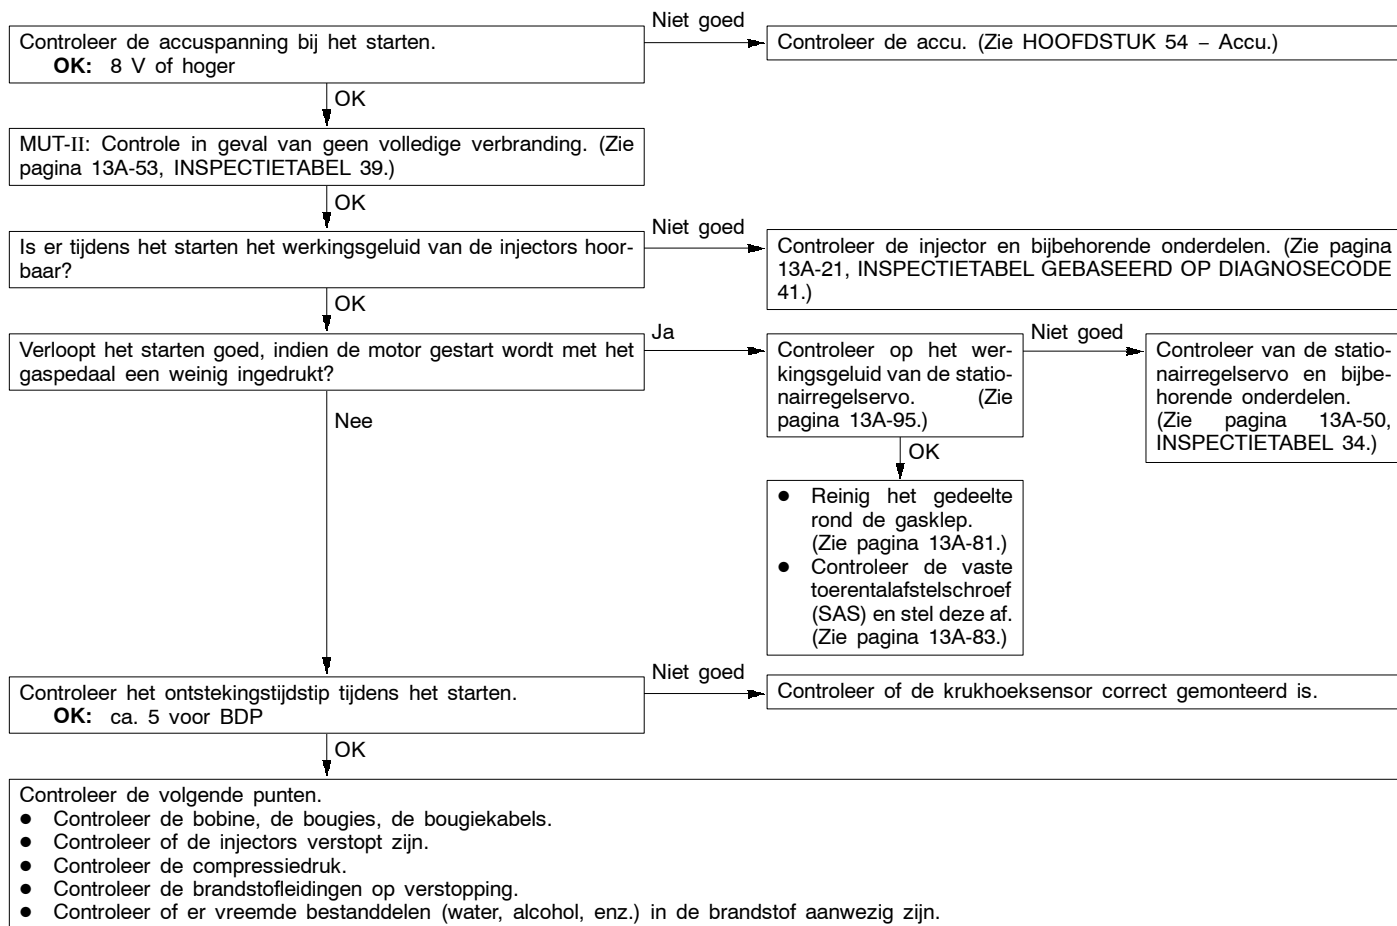 Controleer de accuspanning bij het starten.
OK: 8 V of hoger
Niet goed
Controleer de accu. (Zie HOOFDSTUK 54 – Accu.)
OK
MUT-II: Controle in geval van geen volledige verbranding. (Zie
pagina 13A-53, INSPECTIETABEL 39.)
OK
Is er tijdens het starten het werkingsgeluid van de injectors hoor-
baar?
Niet goed
Controleer de injector en bijbehorende onderdelen. (Zie pagina
13A-21, INSPECTIETABEL GEBASEERD OP DIAGNOSECODE
41.)
OK
Verloopt het starten goed, indien de motor gestart wordt met het
gaspedaal een weinig ingedrukt?
Ja
Controleer op het wer-
kingsgeluid van de statio-
nairregelservo. (Zie
pagina 13A-95.)
Niet goed
Controleer van de statio-
nairregelservo en bijbe-
horende onderdelen.
(Zie pagina 13A-50,
INSPECTIETABEL 34.)
Nee
OK
● Reinig het gedeelte
rond de gasklep.
(Zie pagina 13A-81.)
● Controleer de vaste
toerentalafstelschroef
(SAS) en stel deze af.
(Zie pagina 13A-83.)
Controleer het ontstekingstijdstip tijdens het starten.
OK: ca. 5 voor BDP
Niet goed
Controleer of de krukhoeksensor correct gemonteerd is.
OK
Controleer de volgende punten.
● Controleer de bobine, de bougies, de bougiekabels.
● Controleer of de injectors verstopt zijn.
● Controleer de compressiedruk.
● Controleer de brandstofleidingen op verstopping.
● Controleer of er vreemde bestanddelen (water, alcohol, enz.) in de brandstof aanwezig zijn.